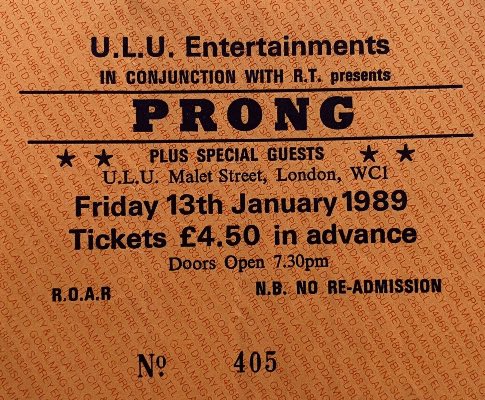 U.L.U. Entertainments
IN CONJUNCTION WITH R.T. presents
PRONG
★ ★ PLUS SPECIAL GUESTS ★ ★
U.L.U. Malet Street, London, WC1
Friday 13th January 1989
Tickets £4.50 in advance
Doors Open 7.30pm
R.O.A.R N.B. NO RE-ADMISSION
Nº. 405